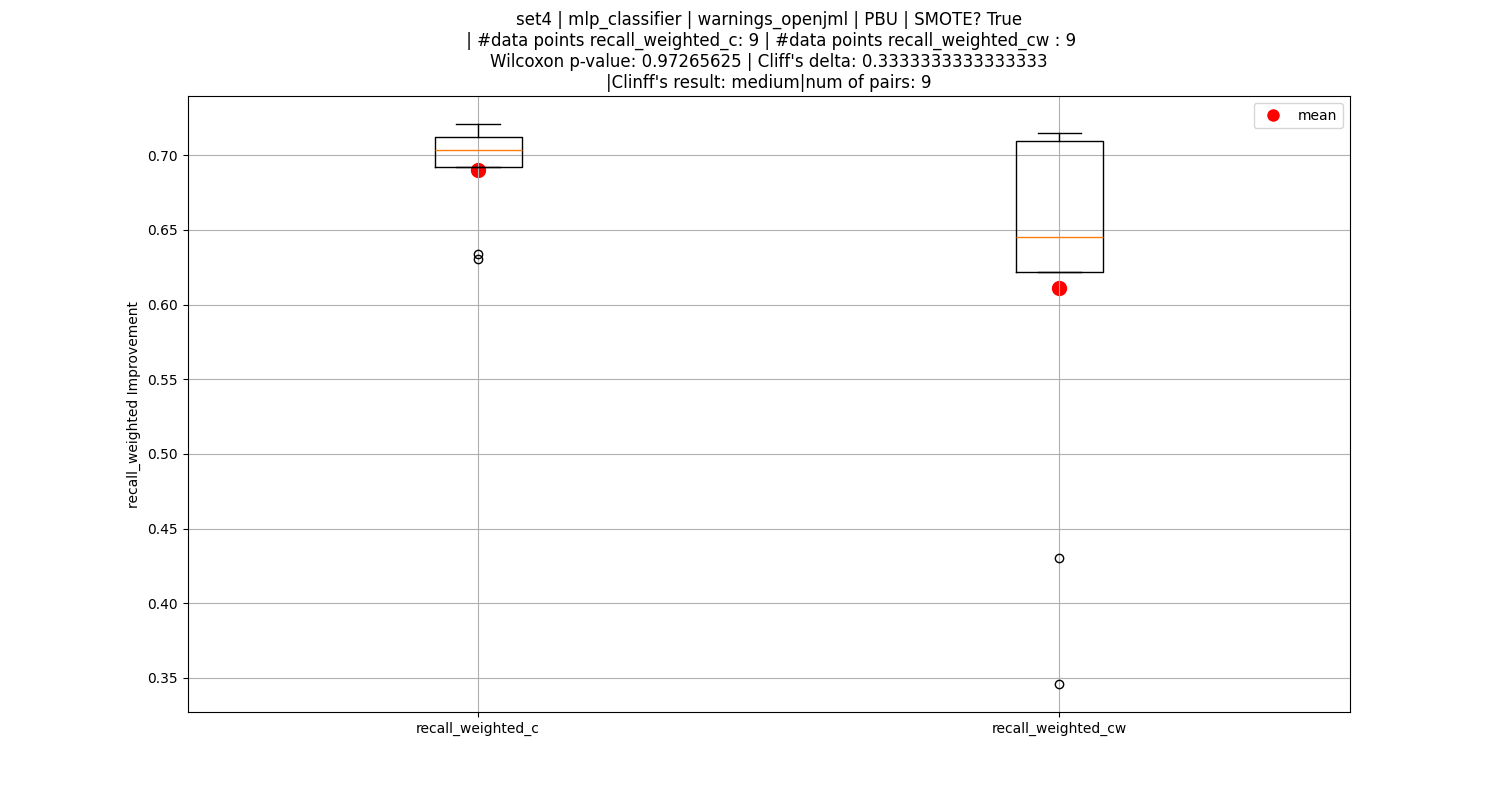 set4 | mlp_classifier | warnings_openjml | PBU | SMOTE? True
| #data points recall_weighted_c: 9 | #data points recall_weighted_cw : 9
Wilcoxon p-value: 0.97265625 | Cliff's delta: 0.3333333333333333
|Clinff's result: medium|num of pairs: 9
mean
0.70
0.65
0.60
0.55
0.50
0.45
0.40
0.35
recall_weighted Improvement
recall_weighted_c
recall_weighted_cw